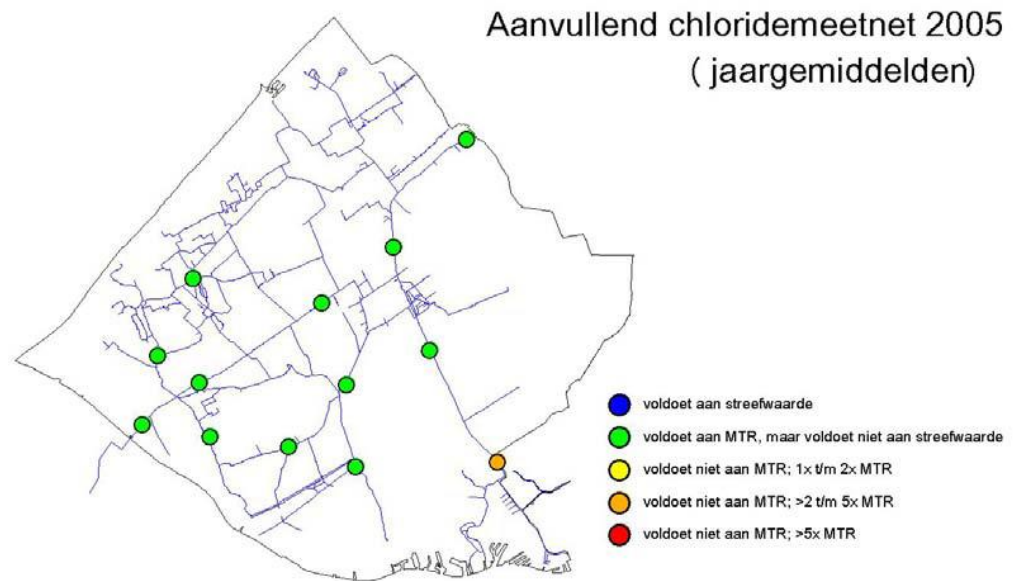 Aanvullend chloridemeetnet 2005
( jaargemiddelden)
voldoet aan streefwaarde
voldoet aan MTR, maar voldoet niet aan streefwaarde
voldoet niet aan MTR; 1x t/m 2x MTR
voldoet niet aan MTR; >2 t/m 5x MTR
voldoet niet aan MTR; >5x MTR